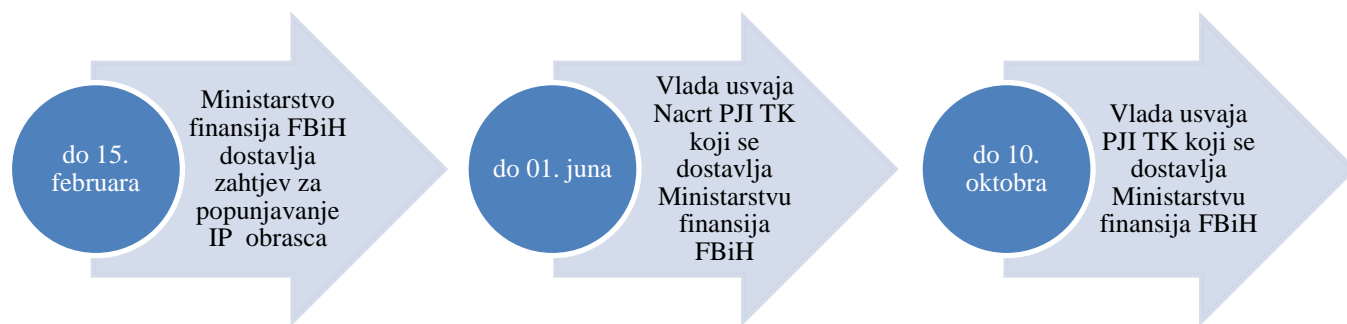 do 15.
februara
Ministarstvo
finansija FBiH
dostavlja
zahtjev za
popunjavanje
IP obrasca
do 01. juna
Vlada usvaja
Nacrt PJI TK
koji se
dostavlja
Ministarstvu
finansija
FBiH
do 10.
oktobra
Vlada usvaja
PJI TK koji se
dostavlja
Ministarstvu
finansija FBiH